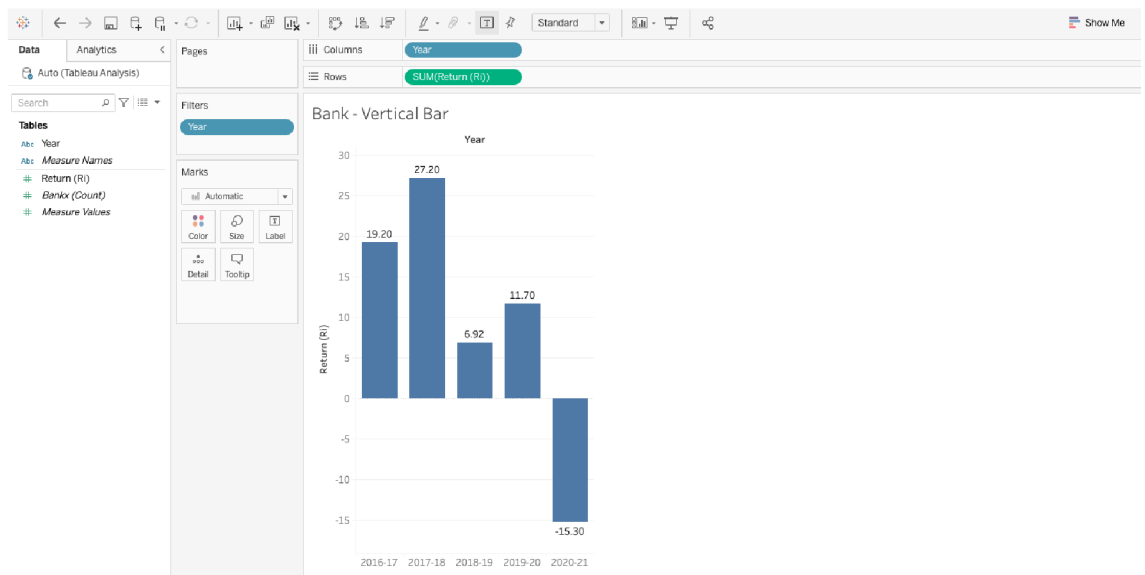 Standard
Show Me
Data
Analytics
Pages
Columns
Year
Auto (Tableau Analysis)
Rows
SUM(Return (Ri))
Search
Tables
Abc Year
Abc Measure Names
# Return (Ri)
# Bankx (Count)
# Measure Values
Filters
Year
Marks
Automatic
Color
Size
Label
Detail
Tooltip
Bank - Vertical Bar
Year
Return (Ri)
30
25
20
15
10
5
0
-5
-10
-15
19.20
27.20
6.92
11.70
-15.30
2016-17 2017-18 2018-19 2019-20 2020-21